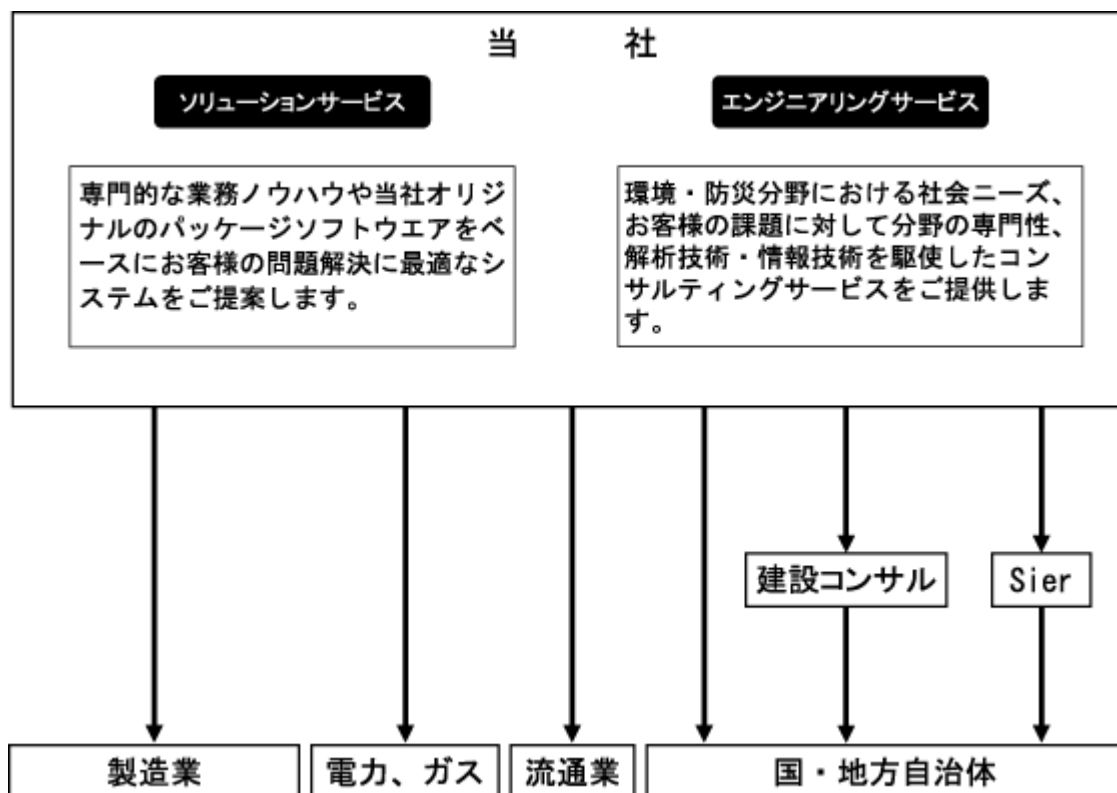 当　社
ソリューションサービス
エンジニアリングサービス
専門的な業務ノウハウや当社オリジ
ナルのパッケージソフトウエアをベ
ースにお客様の問題解決に最適なシ
ステムをご提案します。
環境・防災分野における社会ニーズ、
お客様の課題に対して分野の専門性、
解析技術・情報技術を駆使したコン
サルティングサービスをご提供しま
す。
建設コンサル
Sier
製造業
電力、ガス
流通業
国・地方自治体